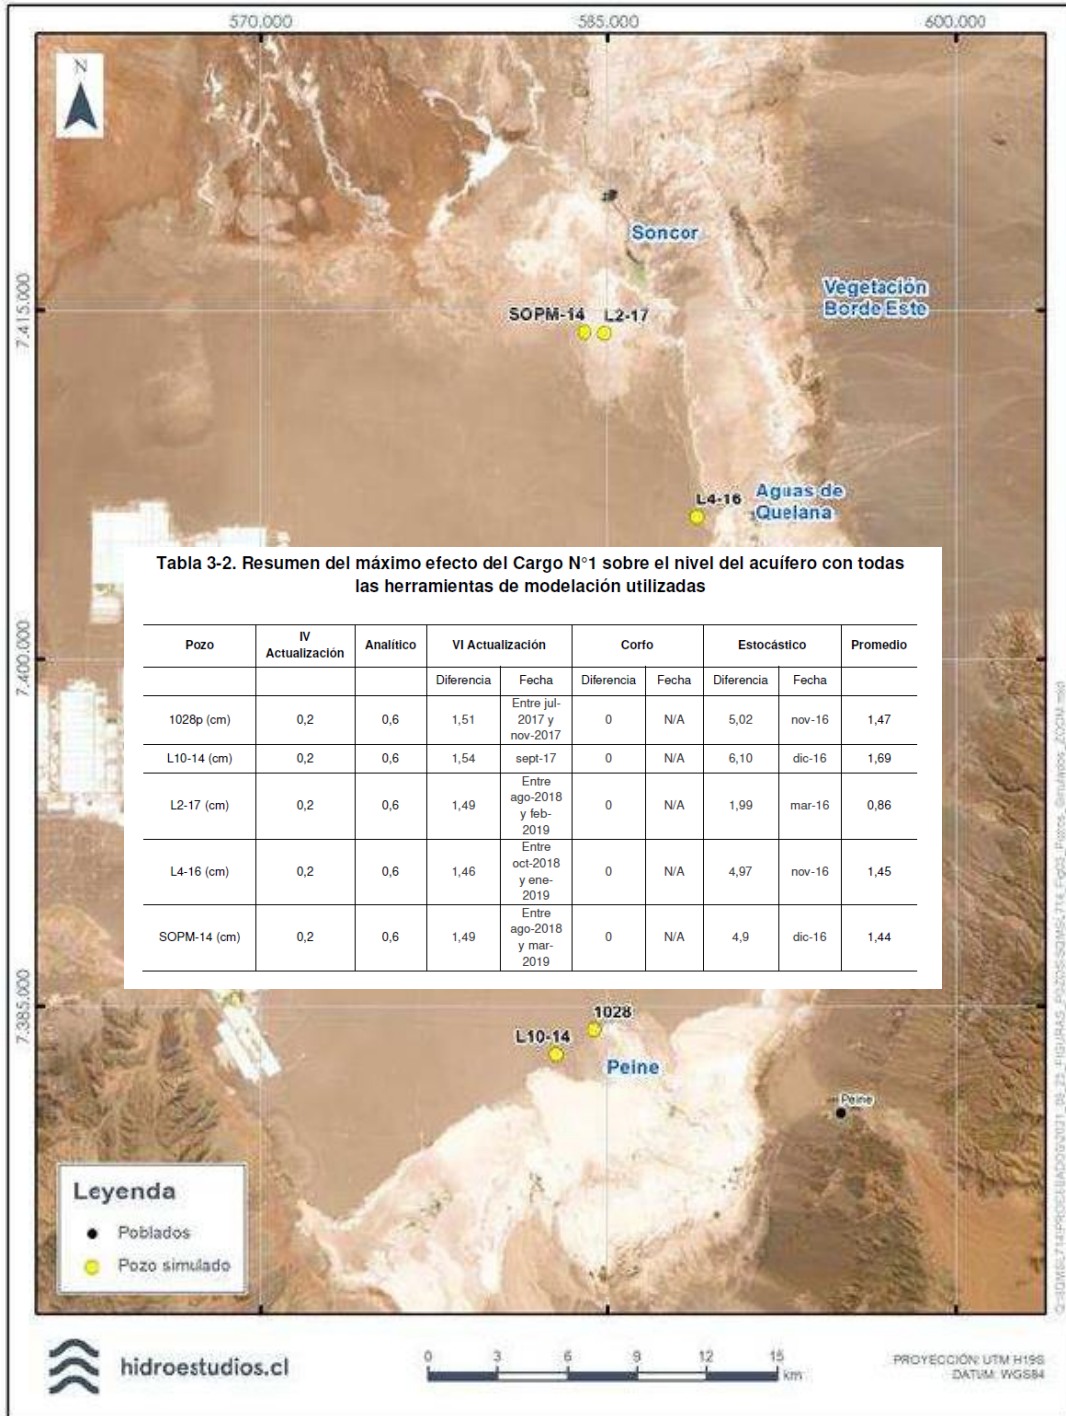 570.000 585.000 600.000
N
Soncor
Vegetación
Borde Este
7.415.000
SOPM-14 L2-17
L4-16
Aguas de
Quelana
Tabla 3-2. Resumen del máximo efecto del Cargo N°1 sobre el nivel del acuífero con todas
las herramientas de modelación utilizadas
Pozo IV Actualización Analítico VI Actualización Corfo Estocástico Promedio
Diferencia Fecha Diferencia Fecha Diferencia Fecha
1028p (cm) 0,2 0,6 1,51 Entre jul-2017 y nov-2017 0 N/A 5,02 nov-16 1,47
L10-14 (cm) 0,2 0,6 1,54 sept-17 0 N/A 6,10 dic-16 1,69
L2-17 (cm) 0,2 0,6 1,49 Entre ago-2018 y feb-2019 0 N/A 1,99 mar-16 0,86
L4-16 (cm) 0,2 0,6 1,46 Entre oct-2018 y ene-2019 0 N/A 4,97 nov-16 1,45
SOPM-14 (cm) 0,2 0,6 1,49 Entre ago-2018 y mar-2019 0 N/A 4,9 dic-16 1,44
7.400.000
7.385.000
1028
L10-14
Peine
Peine
Leyenda
Poblados
Pozo simulado
hidroestudios.cl
0 3 6 9 12 15
km
PROYECCIÓN: UTM H19S
DATUM: WGS84